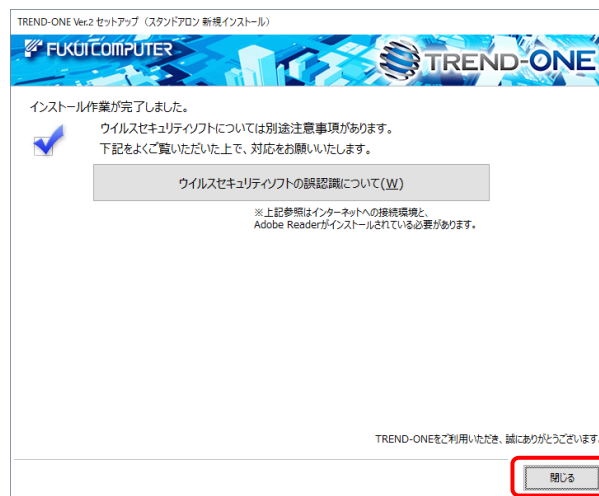 TREND-ONE Ver.2 セットアップ（スタンドアロン 新規インストール）
FUKUI COMPUTER
TREND-ONE
インストール作業が完了しました。
ウイルスセキュリティソフトについては別途注意事項があります。
下記をよくご覧いただいた上で、対応をお願いいたします。
ウイルスセキュリティソフトの誤認識について(W)
※上記参照はインターネットへの接続環境と、
Adobe Readerがインストールされている必要があります。
TREND-ONEをご利用いただき、誠にありがとうございます。
閉じる